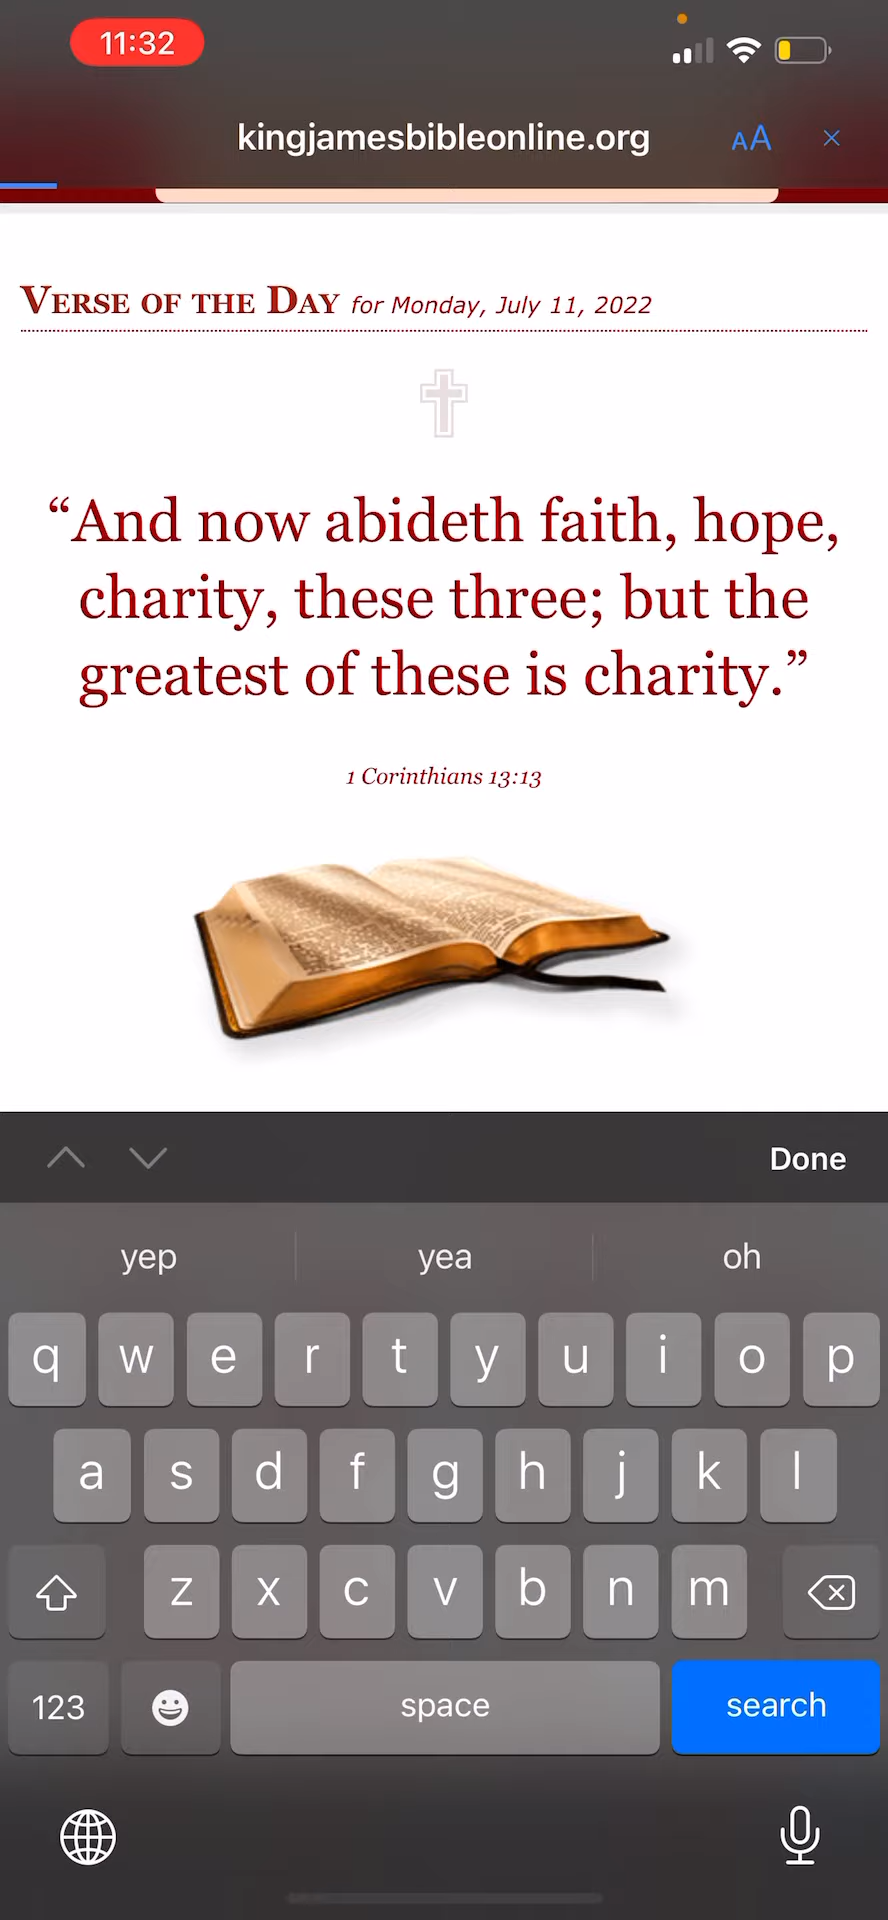 11:32
kingjamesbibleonline.org AA
VERSE OF THE DAY for Monday, July 11, 2022
“And now abideth faith, hope,
charity, these three; but the
greatest of these is charity.”
1 Corinthians 13:13
Done
yep yea oh
q w e r t y u i o p
a s d f g h j k l
z x c v b n m
123 space search